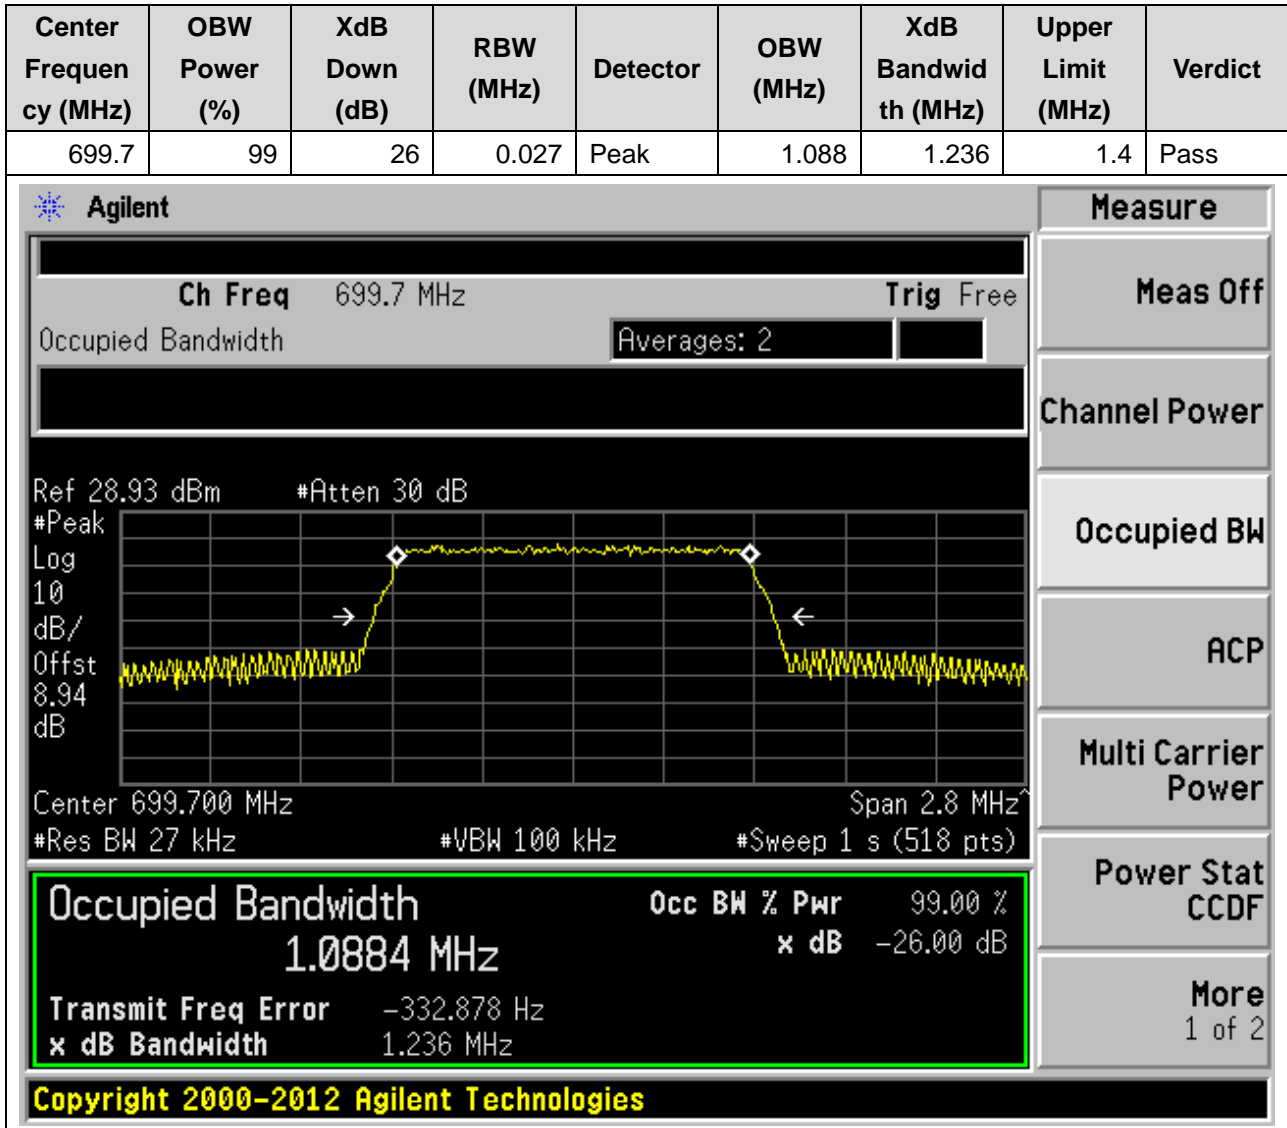 Center Frequen cy (MHz) OBW Power (%) XdB Down (dB) RBW (MHz) Detector OBW (MHz) XdB Bandwid th (MHz) Upper Limit (MHz) Verdict
699.7 99 26 0.027 Peak 1.088 1.236 1.4 Pass
Agilent
Measure
Ch Freq 699.7 MHz Trig Free
Meas Off
Occupied Bandwidth Averages: 2
Channel Power
Ref 28.93 dBm #Atten 30 dB
#Peak
Log
10
dB/
Offst
8.94
dB
Occupied BW
ACP
Multi Carrier
Power
Center 699.700 MHz Span 2.8 MHz^
#Res BW 27 kHz #VBW 100 kHz #Sweep 1 s (518 pts)
Power Stat
CCDF
Occupied Bandwidth Occ BW % Pwr 99.00 %
1.0884 MHz x dB -26.00 dB
Transmit Freq Error -332.878 Hz
x dB Bandwidth 1.236 MHz
More
1 of 2
Copyright 2000-2012 Agilent Technologies